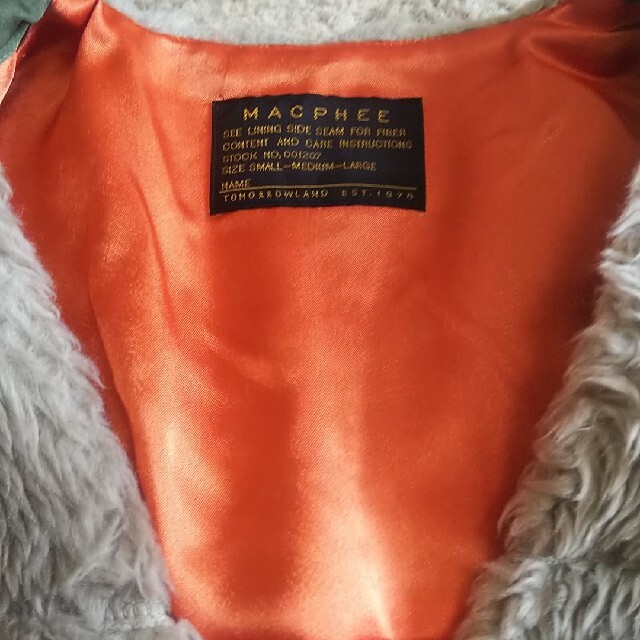 MACPHEE
SEE LINING SIDE SEAM FOR FIBER
CONTENT AND CARE INSTRUCTIONS
STOCK NO. 001207
SIZE SMALL-MEDIUM-LARGE
NAME
TOMORROWLAND EST. 1978